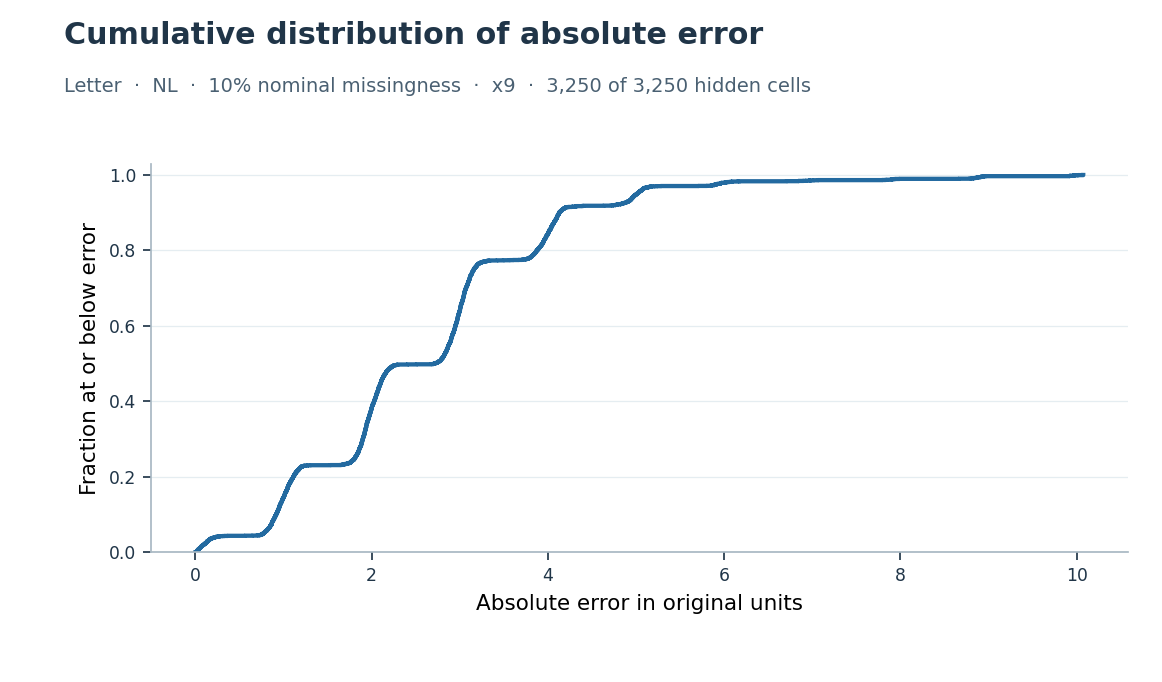 Cumulative distribution of absolute error
Letter · NL · 10% nominal missingness · x9 · 3,250 of 3,250 hidden cells
1.0
0.8
0.6
0.4
0.2
0.0
Fraction at or below error
0 2 4 6 8 10
Absolute error in original units